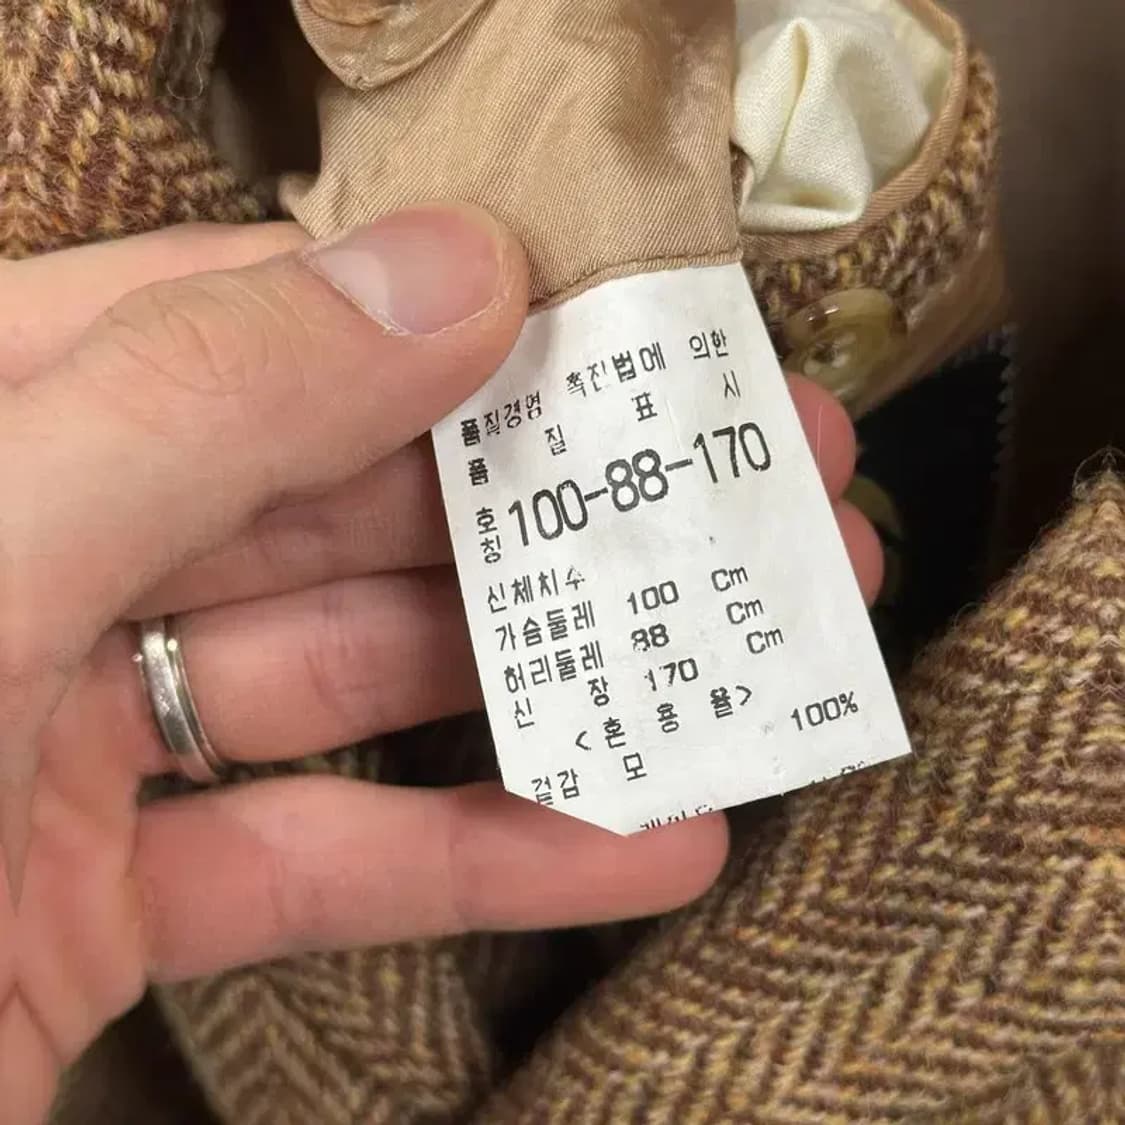 품질경영 촉진법에 의한
품 질 표 시
호칭 100-88-170
신체치수
가슴둘레 100 Cm
허리둘레 88 Cm
신 장 170 Cm
<혼 용 율>
겉감 모 100%